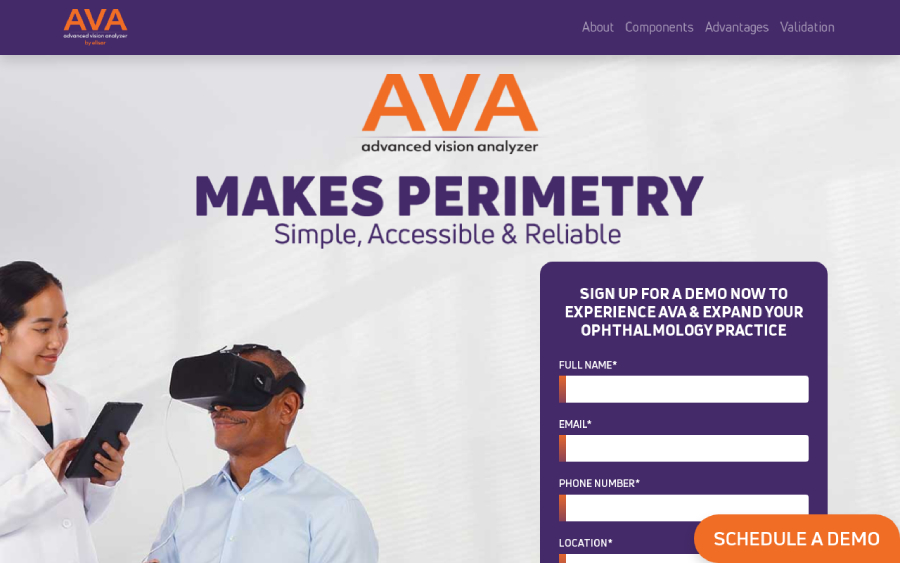 AVA
advanced vision analyzer
by elisar
About Components Advantages Validation
AVA
advanced vision analyzer
MAKES PERIMETRY
Simple, Accessible & Reliable
SIGN UP FOR A DEMO NOW TO
EXPERIENCE AVA & EXPAND YOUR
OPHTHALMOLOGY PRACTICE
FULL NAME*
EMAIL*
PHONE NUMBER*
LOCATION*
SCHEDULE A DEMO